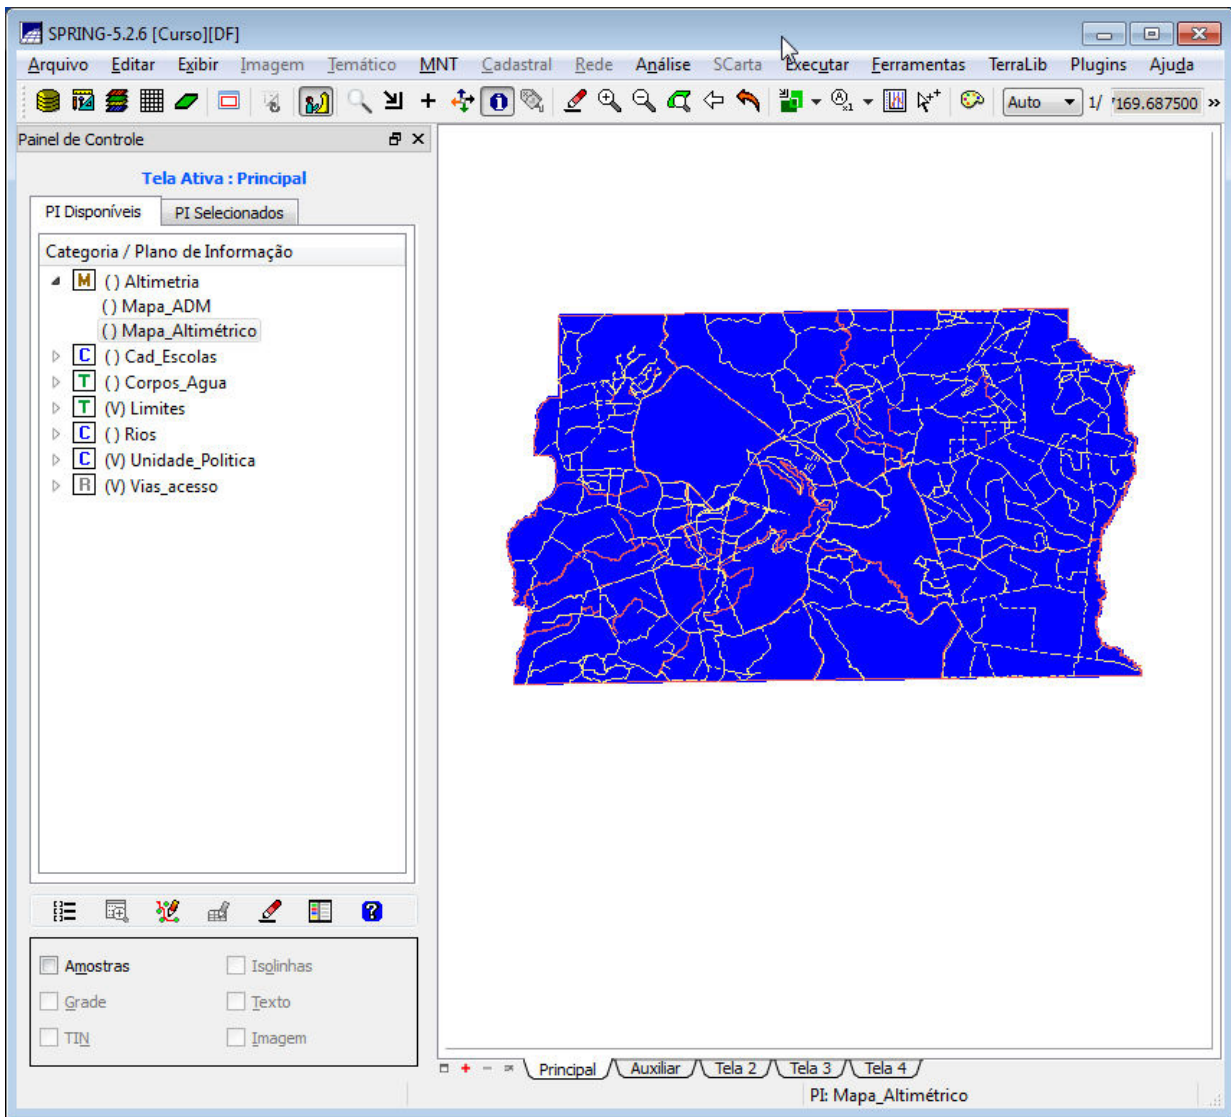 SPRING-5.2.6 [Curso][DF]
Arquivo Editar Exibir Imagem Temático MNT Cadastral Rede Análise SCarta Executar Ferramentas TerraLib Plugins Ajuda
Auto 1/ 169.687500 »
Painel de Controle
Tela Ativa : Principal
PI Disponíveis PI Selecionados
Categoria / Plano de Informação
M () Altimetria
() Mapa_ADM
() Mapa_Altimétrico
C () Cad_Escolas
T () Corpos_Agua
T (V) Limites
C () Rios
C (V) Unidade_Politica
R (V) Vias_acesso
Amostras Isolinhas
Grade Texto
TIN Imagem
Principal Auxiliar Tela 2 Tela 3 Tela 4
PI: Mapa_Altimétrico